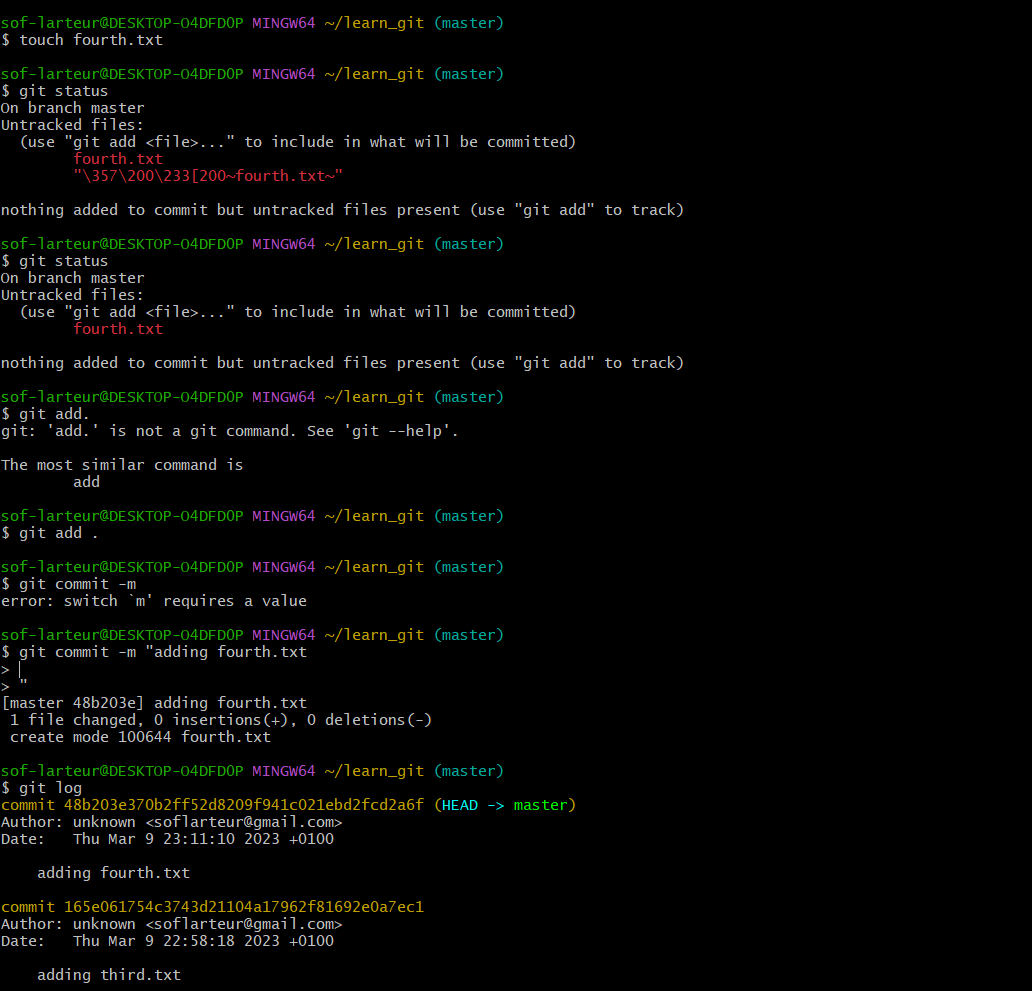 sof-larteur@DESKTOP-O4DFD0P MINGW64 ~/learn_git (master)
$ touch fourth.txt
sof-larteur@DESKTOP-O4DFD0P MINGW64 ~/learn_git (master)
$ git status
On branch master
Untracked files:
  (use "git add <file>..." to include in what will be committed)
        fourth.txt
        "\357\200\233[200~fourth.txt~"
nothing added to commit but untracked files present (use "git add" to track)
sof-larteur@DESKTOP-O4DFD0P MINGW64 ~/learn_git (master)
$ git status
On branch master
Untracked files:
  (use "git add <file>..." to include in what will be committed)
        fourth.txt
nothing added to commit but untracked files present (use "git add" to track)
sof-larteur@DESKTOP-O4DFD0P MINGW64 ~/learn_git (master)
$ git add.
git: 'add.' is not a git command. See 'git --help'.
The most similar command is
        add
sof-larteur@DESKTOP-O4DFD0P MINGW64 ~/learn_git (master)
$ git add .
sof-larteur@DESKTOP-O4DFD0P MINGW64 ~/learn_git (master)
$ git commit -m
error: switch `m' requires a value
sof-larteur@DESKTOP-O4DFD0P MINGW64 ~/learn_git (master)
$ git commit -m "adding fourth.txt
>
> "
[master 48b203e] adding fourth.txt
 1 file changed, 0 insertions(+), 0 deletions(-)
 create mode 100644 fourth.txt
sof-larteur@DESKTOP-O4DFD0P MINGW64 ~/learn_git (master)
$ git log
commit 48b203e370b2ff52d8209f941c021ebd2fcd2a6f (HEAD -> master)
Author: unknown <soflarteur@gmail.com>
Date:   Thu Mar 9 23:11:10 2023 +0100
    adding fourth.txt
commit 165e061754c3743d21104a17962f81692e0a7ec1
Author: unknown <soflarteur@gmail.com>
Date:   Thu Mar 9 22:58:18 2023 +0100
    adding third.txt